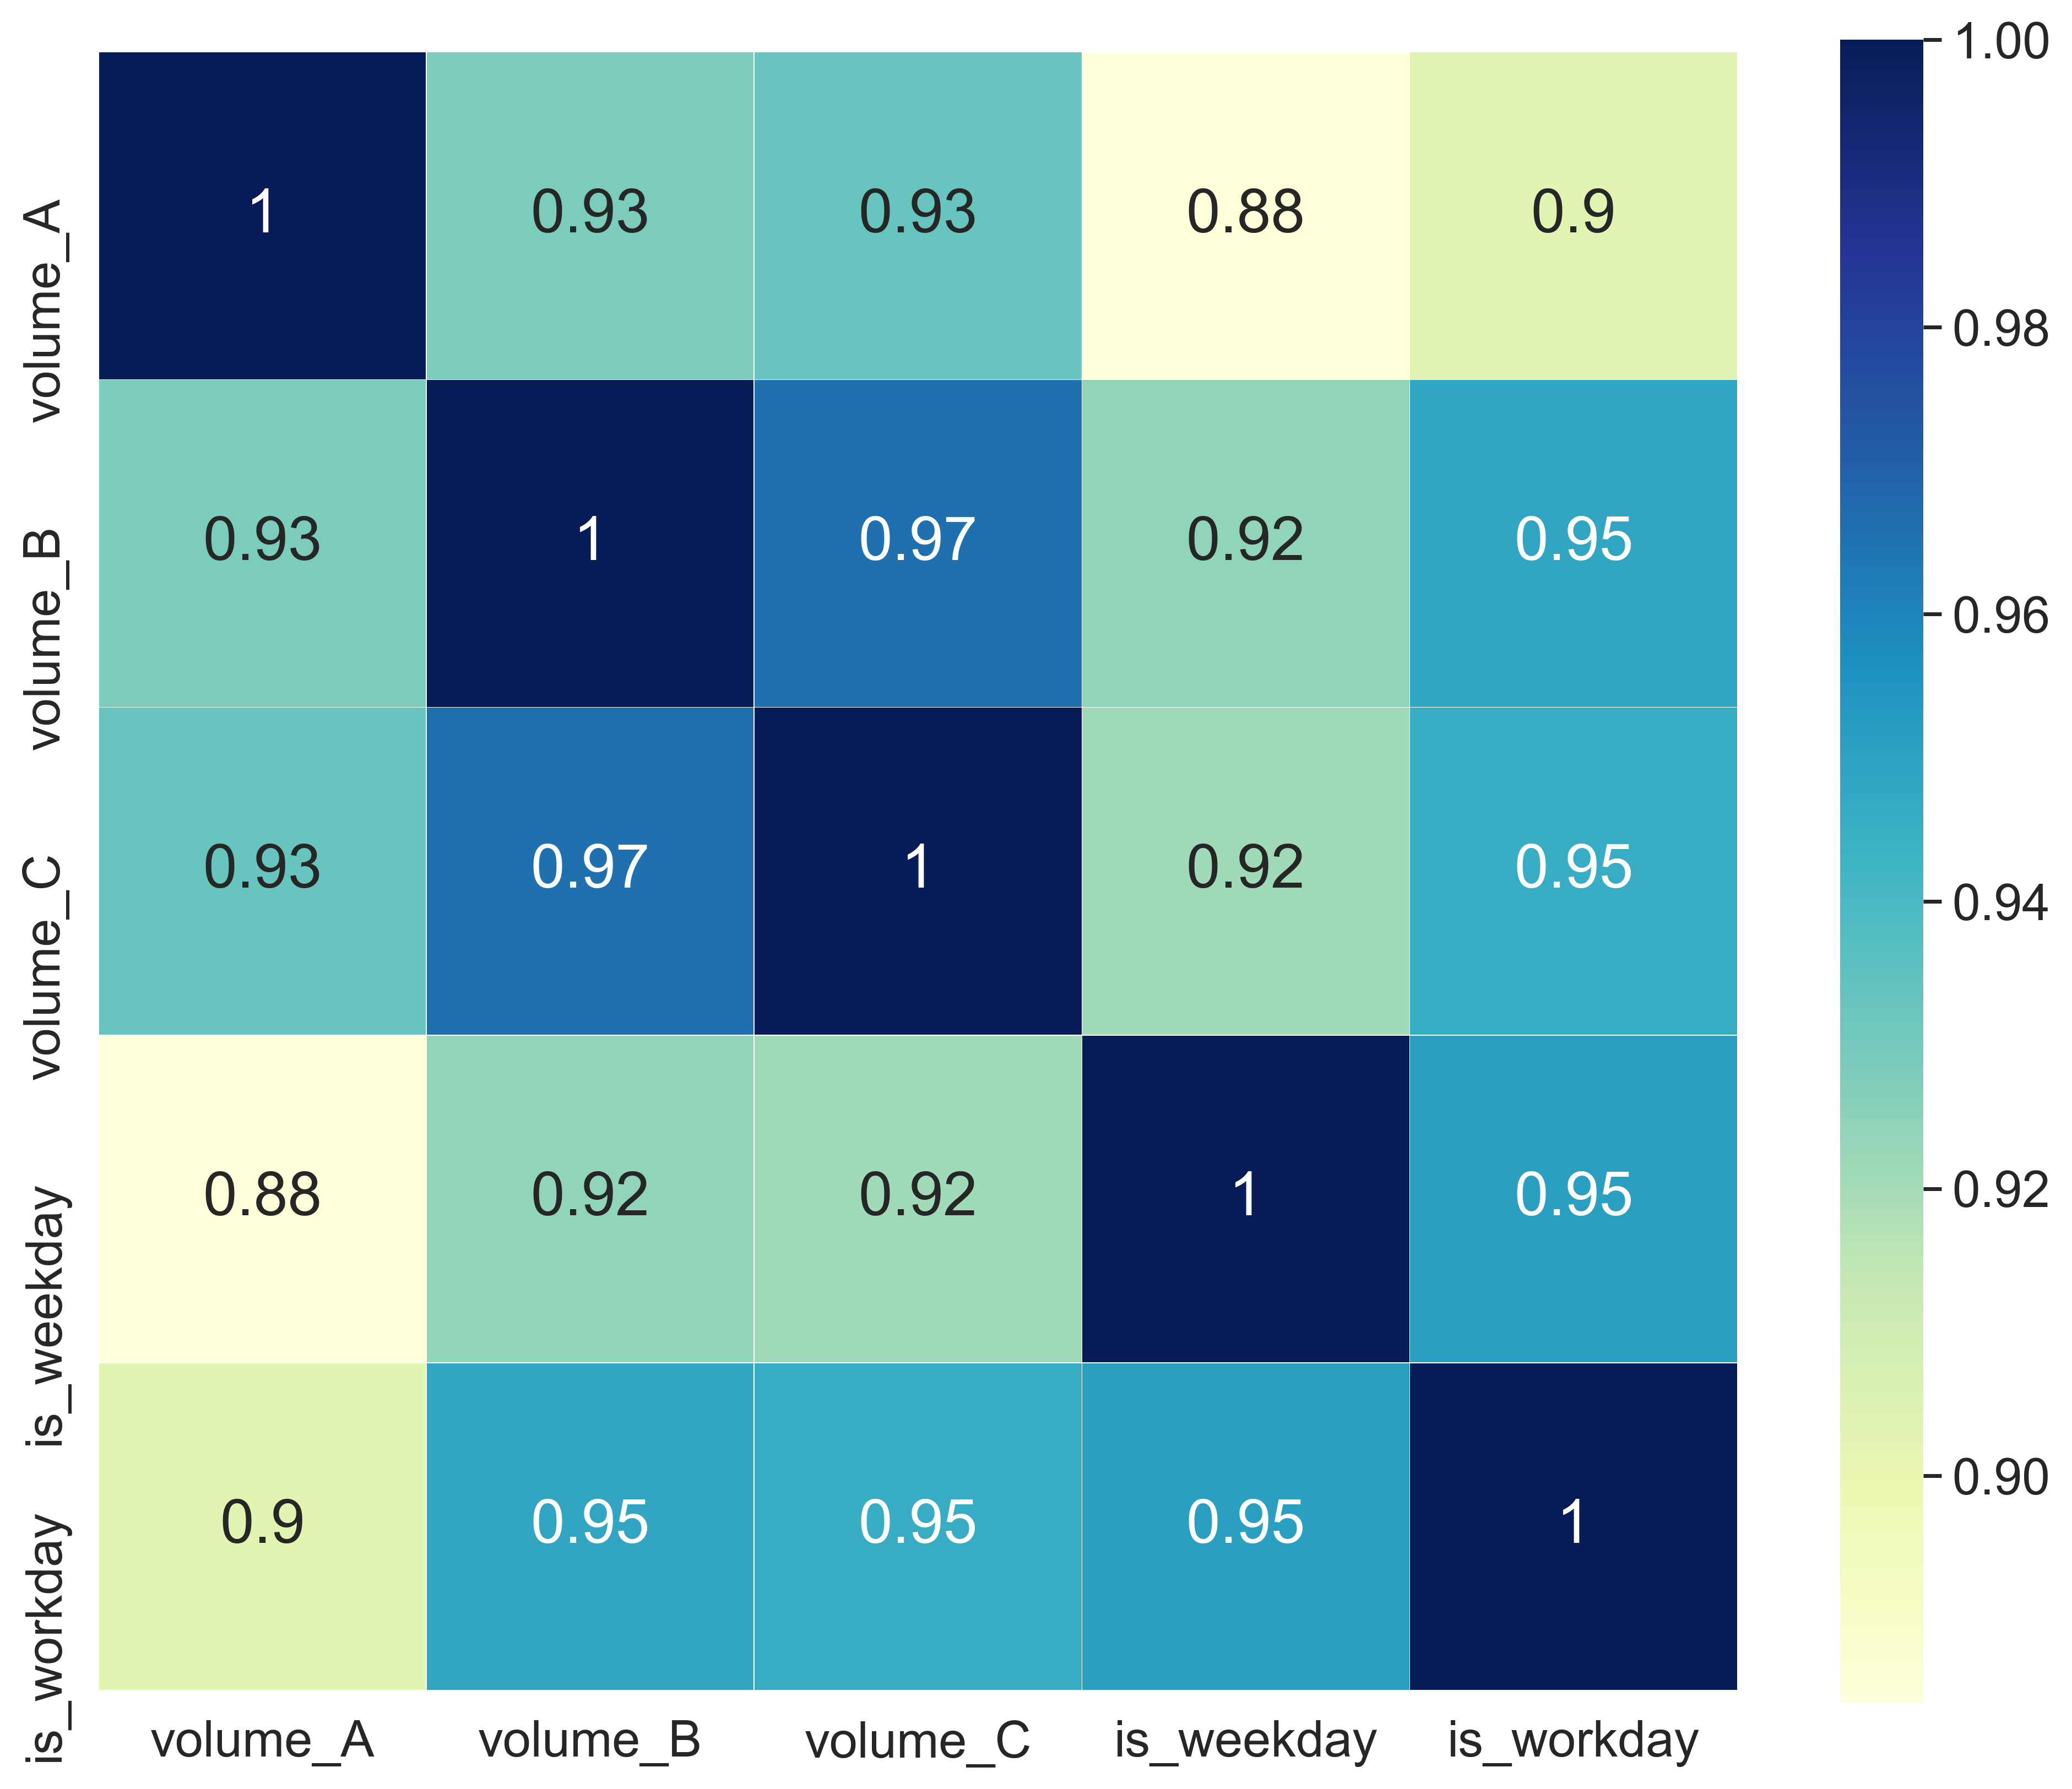 1.00
volume_A 1 0.93 0.93 0.88 0.9
0.98
volume_B 0.93 1 0.97 0.92 0.95
0.96
volume_C 0.93 0.97 1 0.92 0.95
0.94
is_weekday 0.88 0.92 0.92 1 0.95
0.92
is_workday 0.9 0.95 0.95 0.95 1
0.90
volume_A volume_B volume_C is_weekday is_workday